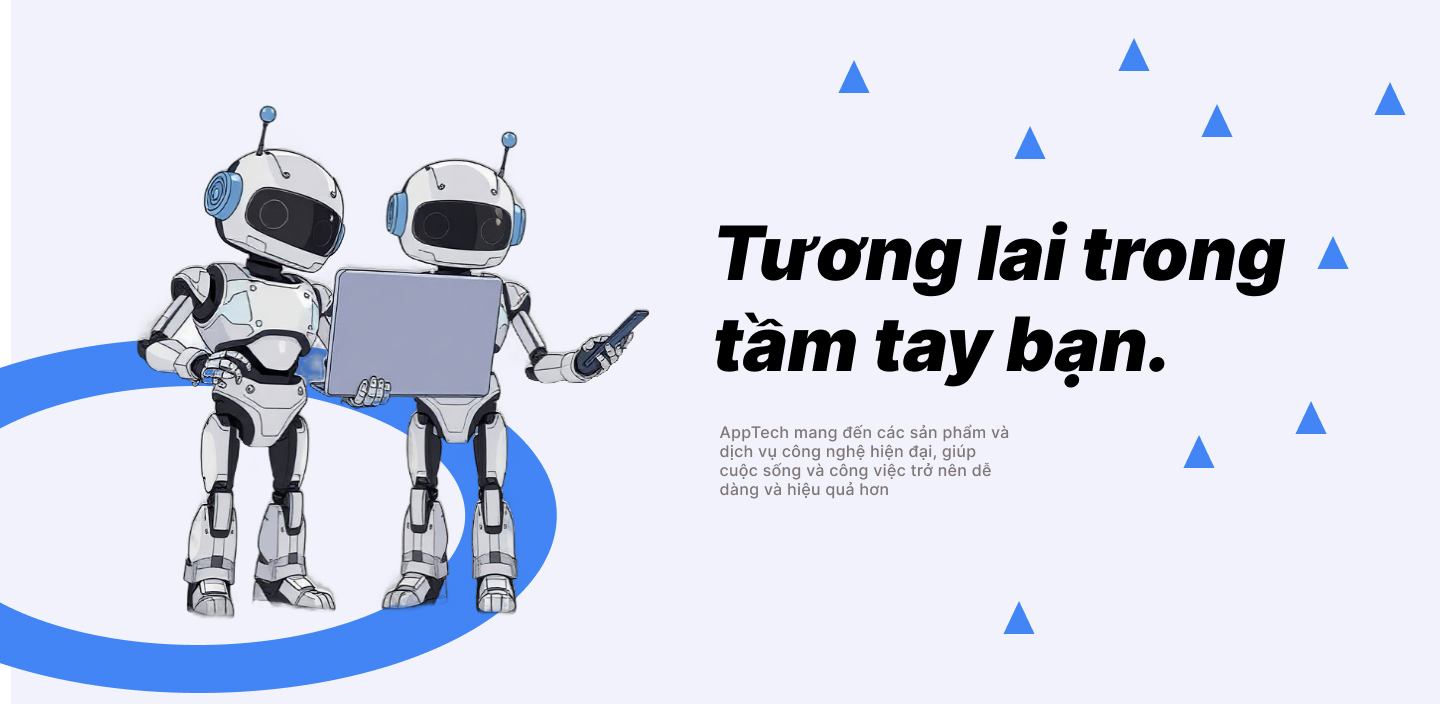 Tương lai trong
tầm tay bạn.
AppTech mang đến các sản phẩm và
dịch vụ công nghệ hiện đại, giúp
cuộc sống và công việc trở nên dễ
dàng và hiệu quả hơn